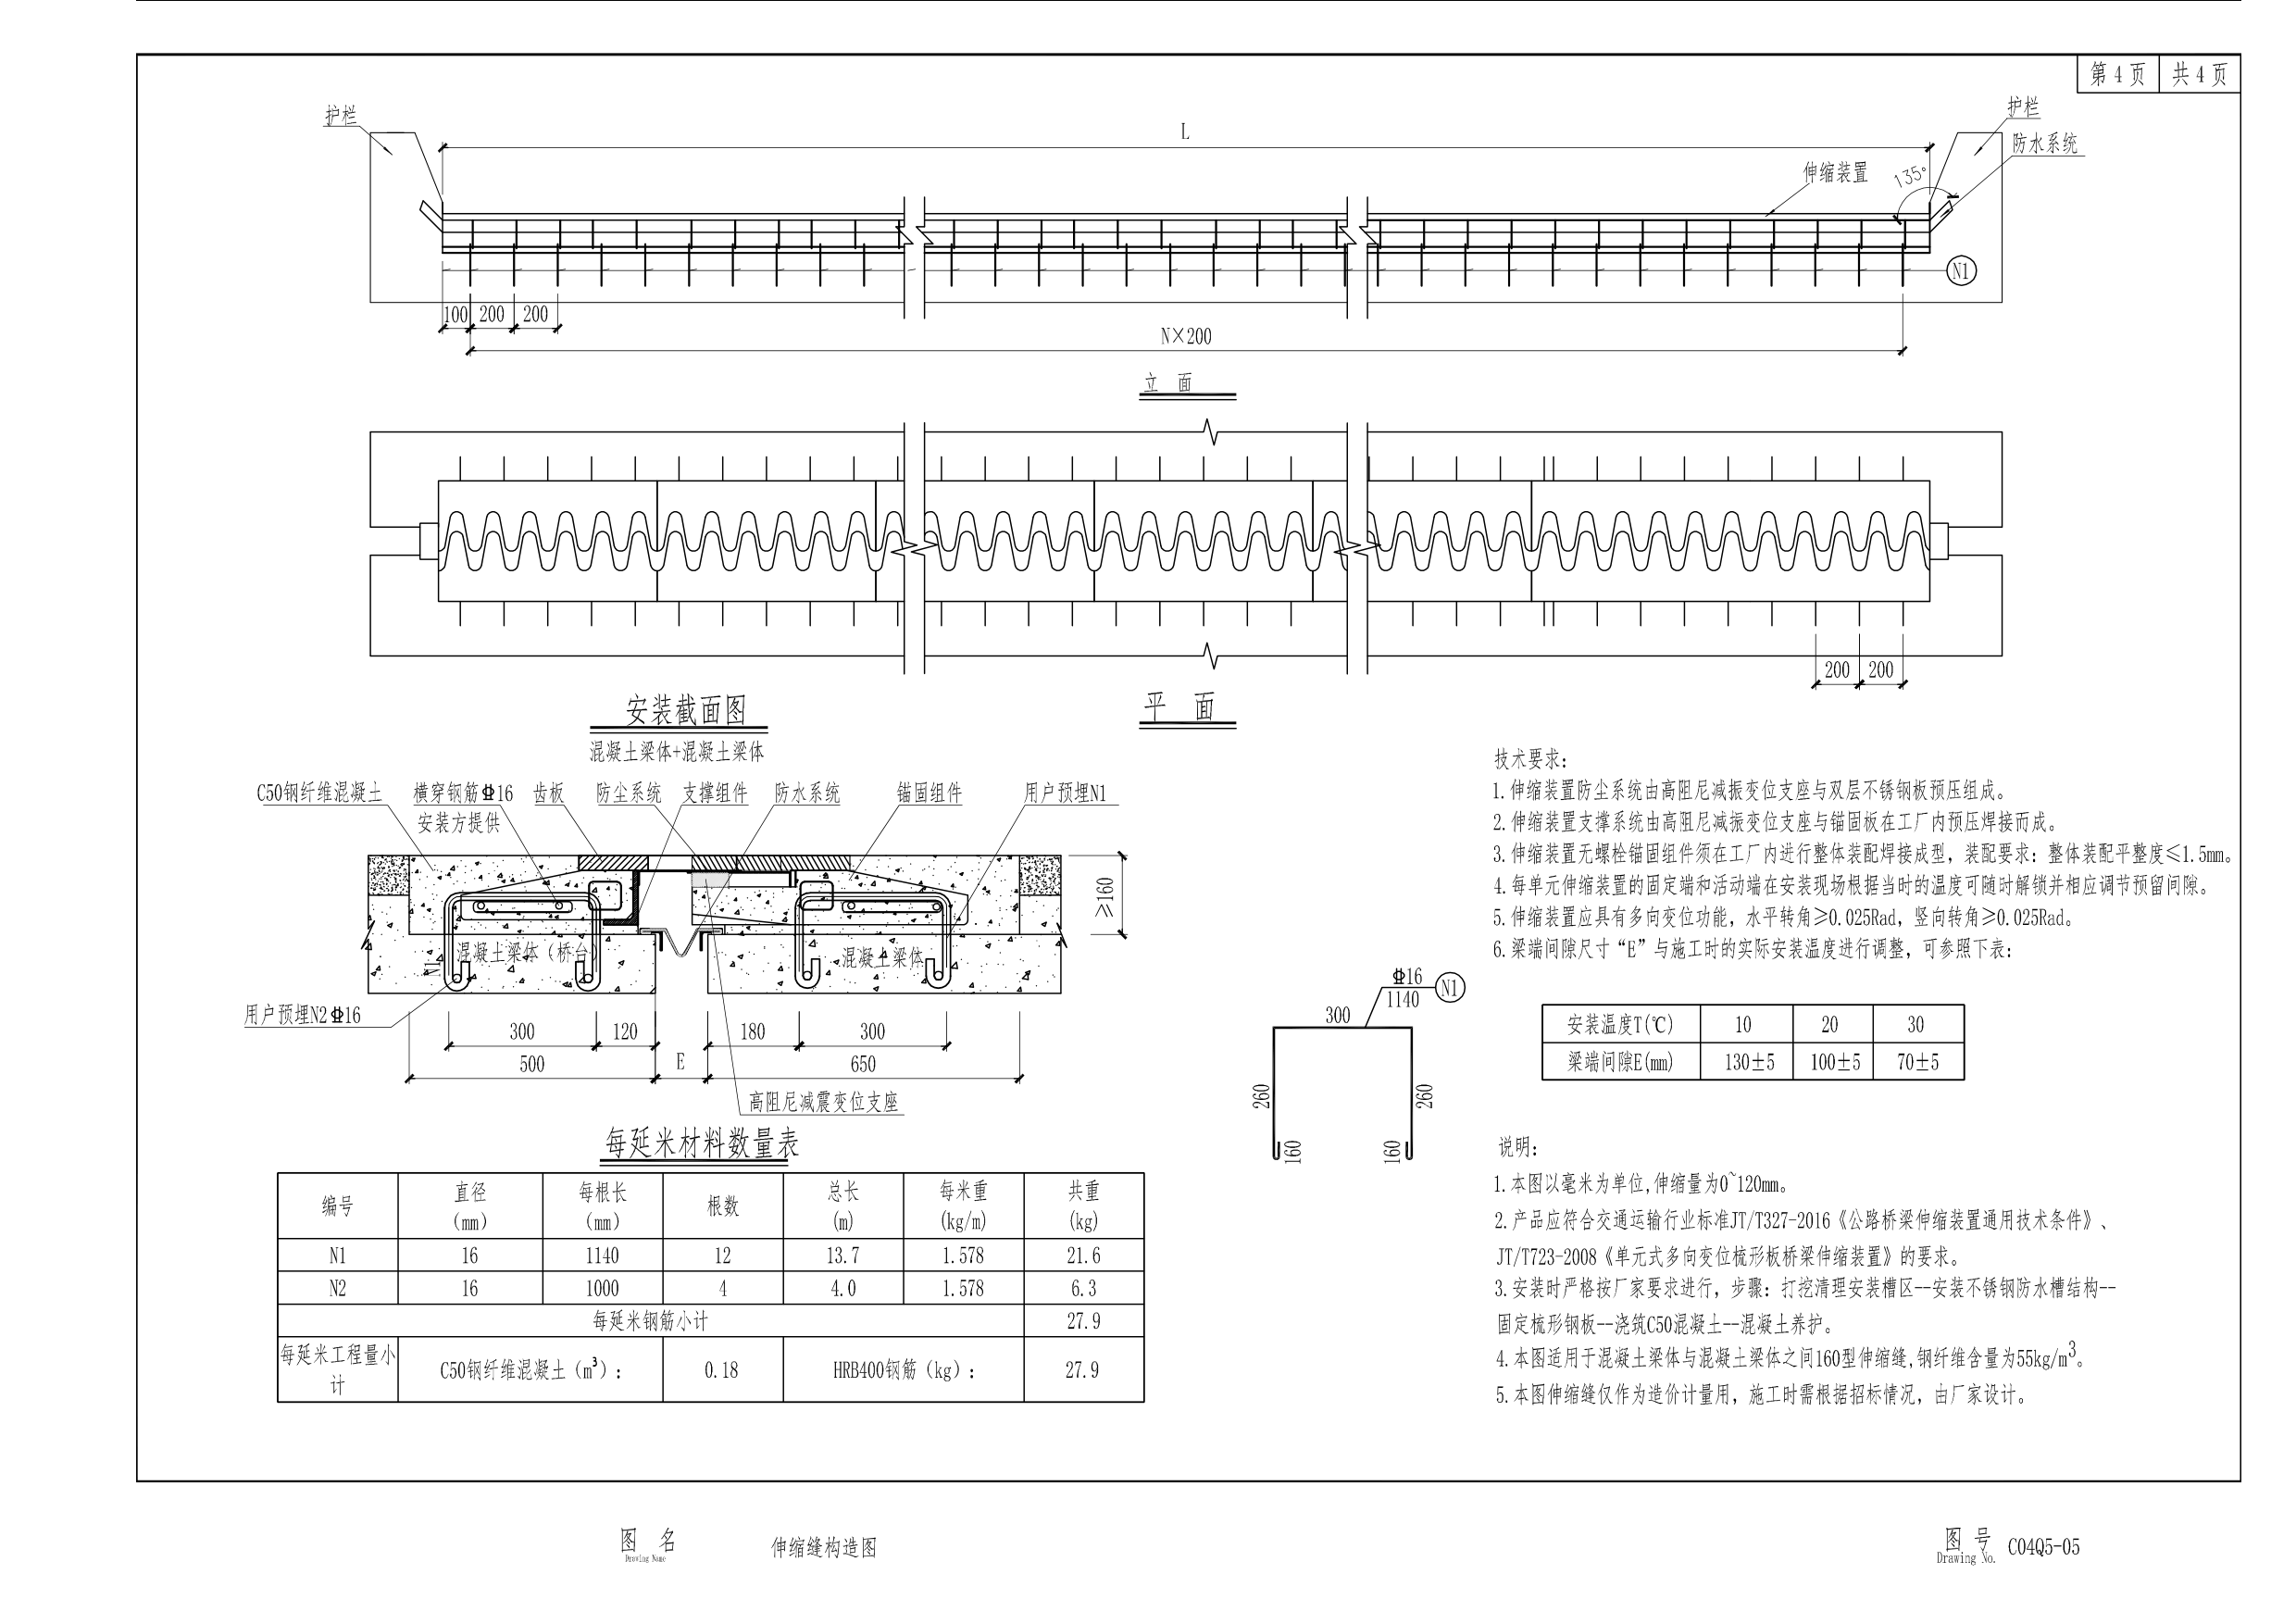 第 4 页 共 4 页
护栏
护栏
防水系统
L
伸缩装置
135°
N1
100 200 200
N×200
立 面
200 200
安装截面图
混凝土梁体+混凝土梁体
平 面
C50钢纤维混凝土 横穿钢筋Φ16 齿板 防尘系统 支撑组件 防水系统 锚固组件 用户预埋N1
安装方提供
≥160
混凝土梁体（桥台）
混凝土梁体
N1
用户预埋N2Φ16
300 120 180 300
500 E 650
高阻尼减震变位支座
Φ16
1140
N1
300
260
260
160
160
技术要求:
1.伸缩装置防尘系统由高阻尼减振变位支座与双层不锈钢板预压组成。
2.伸缩装置支撑系统由高阻尼减振变位支座与锚固板在工厂内预压焊接而成。
3.伸缩装置无螺栓锚固组件须在工厂内进行整体装配焊接成型，装配要求：整体装配平整度≤1.5mm。
4.每单元伸缩装置的固定端和活动端在安装现场根据当时的温度可随时解锁并相应调节预留间隙。
5.伸缩装置应具有多向变位功能，水平转角≥0.025Rad，竖向转角≥0.025Rad。
6.梁端间隙尺寸“E”与施工时的实际安装温度进行调整，可参照下表:
安装温度T(℃) 10 20 30
梁端间隙E(mm) 130±5 100±5 70±5
每延米材料数量表
编号 直径（mm） 每根长（mm） 根数 总长(m) 每米重(kg/m) 共重(kg)
N1 16 1140 12 13.7 1.578 21.6
N2 16 1000 4 4.0 1.578 6.3
每延米钢筋小计 27.9
每延米工程量小计 C50钢纤维混凝土（m³）： 0.18 HRB400钢筋（kg）： 27.9
说明:
1.本图以毫米为单位,伸缩量为0~120mm。
2.产品应符合交通运输行业标准JT/T327-2016《公路桥梁伸缩装置通用技术条件》、
JT/T723-2008《单元式多向变位梳形板桥梁伸缩装置》的要求。
3.安装时严格按厂家要求进行，步骤：打挖清理安装槽区--安装不锈钢防水槽结构--
固定梳形钢板--浇筑C50混凝土--混凝土养护。
4.本图适用于混凝土梁体与混凝土梁体之间160型伸缩缝,钢纤维含量为55kg/m³。
5.本图伸缩缝仅作为造价计量用，施工时需根据招标情况，由厂家设计。
图 名
Drawing Name
伸缩缝构造图
图 号
Drawing No.
C04Q5-05